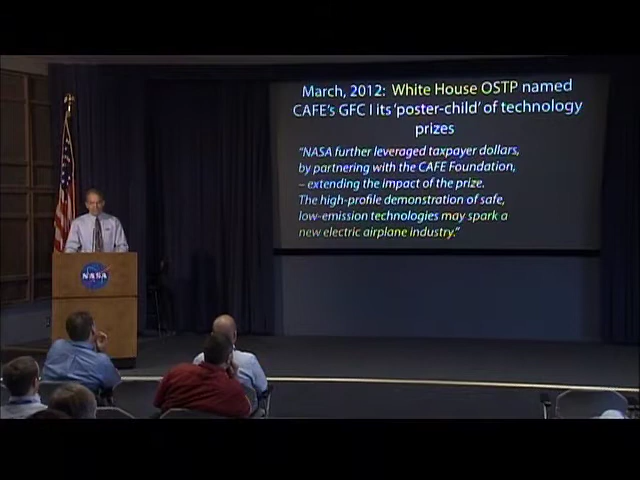 March, 2012: White House OSTP named
CAFE's GFC I its 'poster-child' of technology
prizes
"NASA further leveraged taxpayer dollars,
by partnering with the CAFE Foundation,
– extending the impact of the prize.
The high-profile demonstration of safe,
low-emission technologies may spark a
new electric airplane industry."
NASA